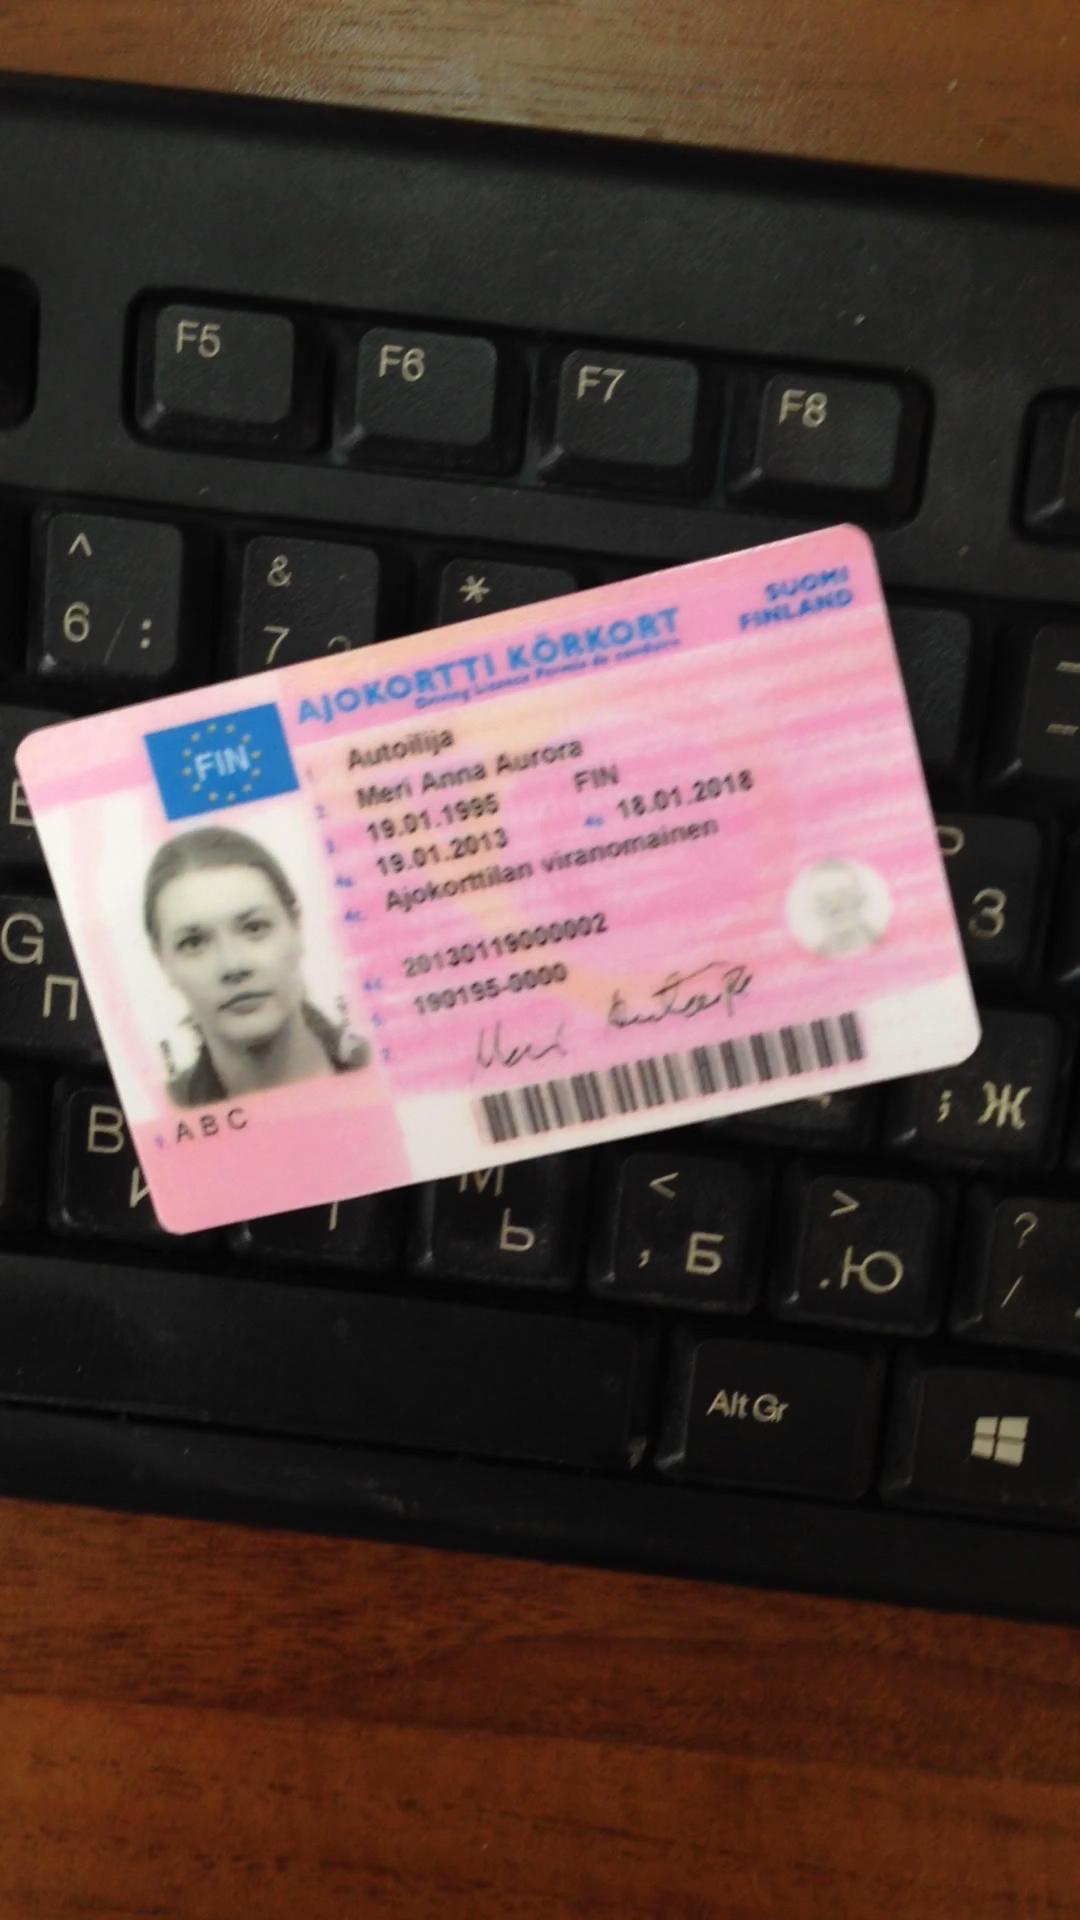 F5 F6 F7 F8
^ & *
6 : 7
SUOMI
FINLAND
AJOKORTTI KÖRKORT
Driving Licence Permis de conduire
FIN
1. Autoilija
2. Meri Anna Aurora
3. 19.01.1995 FIN
4a. 19.01.2013 4b. 18.01.2018
4c. Ajokorttilan viranomainen
4d. 190195-0000
5. 20130119000002
7.
9. A B C
G П
З
В И
; Ж
М Ь
< , Б
> . Ю
? /
Alt Gr